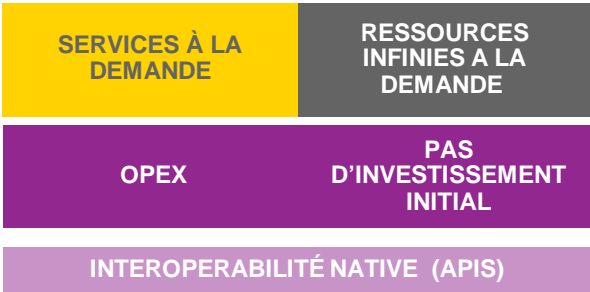 SERVICES À LA
DEMANDE
RESSOURCES
INFINIES A LA
DEMANDE
OPEX
PAS
D'INVESTISSEMENT
INITIAL
INTEROPERABILITÉ NATIVE (APIS)